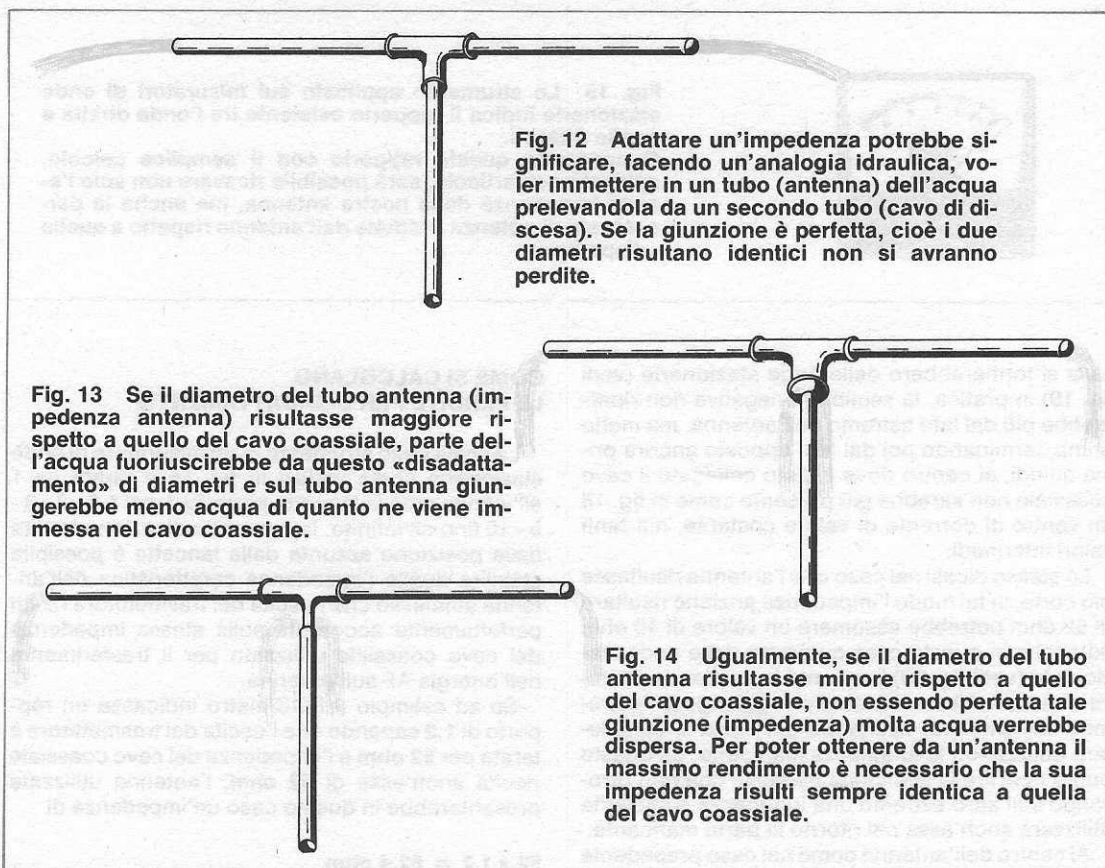 Fig. 12 Adattare un'impedenza potrebbe si-
gnificare, facendo un'analogia idraulica, vo-
ler immettere in un tubo (antenna) dell'acqua
prelevandola da un secondo tubo (cavo di di-
scesa). Se la giunzione è perfetta, cioè i due
diametri risultano identici non si avranno
perdite.
Fig. 13 Se il diametro del tubo antenna (im-
pedenza antenna) risultasse maggiore ri-
spetto a quello del cavo coassiale, parte del-
l'acqua fuoriuscirebbe da questo «disadatta-
mento» di diametri e sul tubo antenna giun-
gerebbe meno acqua di quanto ne viene im-
messa nel cavo coassiale.
Fig. 14 Ugualmente, se il diametro del tubo
antenna risultasse minore rispetto a quello
del cavo coassiale, non essendo perfetta tale
giunzione (impedenza) molta acqua verrebbe
dispersa. Per poter ottenere da un'antenna il
massimo rendimento è necessario che la sua
impedenza risulti sempre identica a quella
del cavo coassiale.